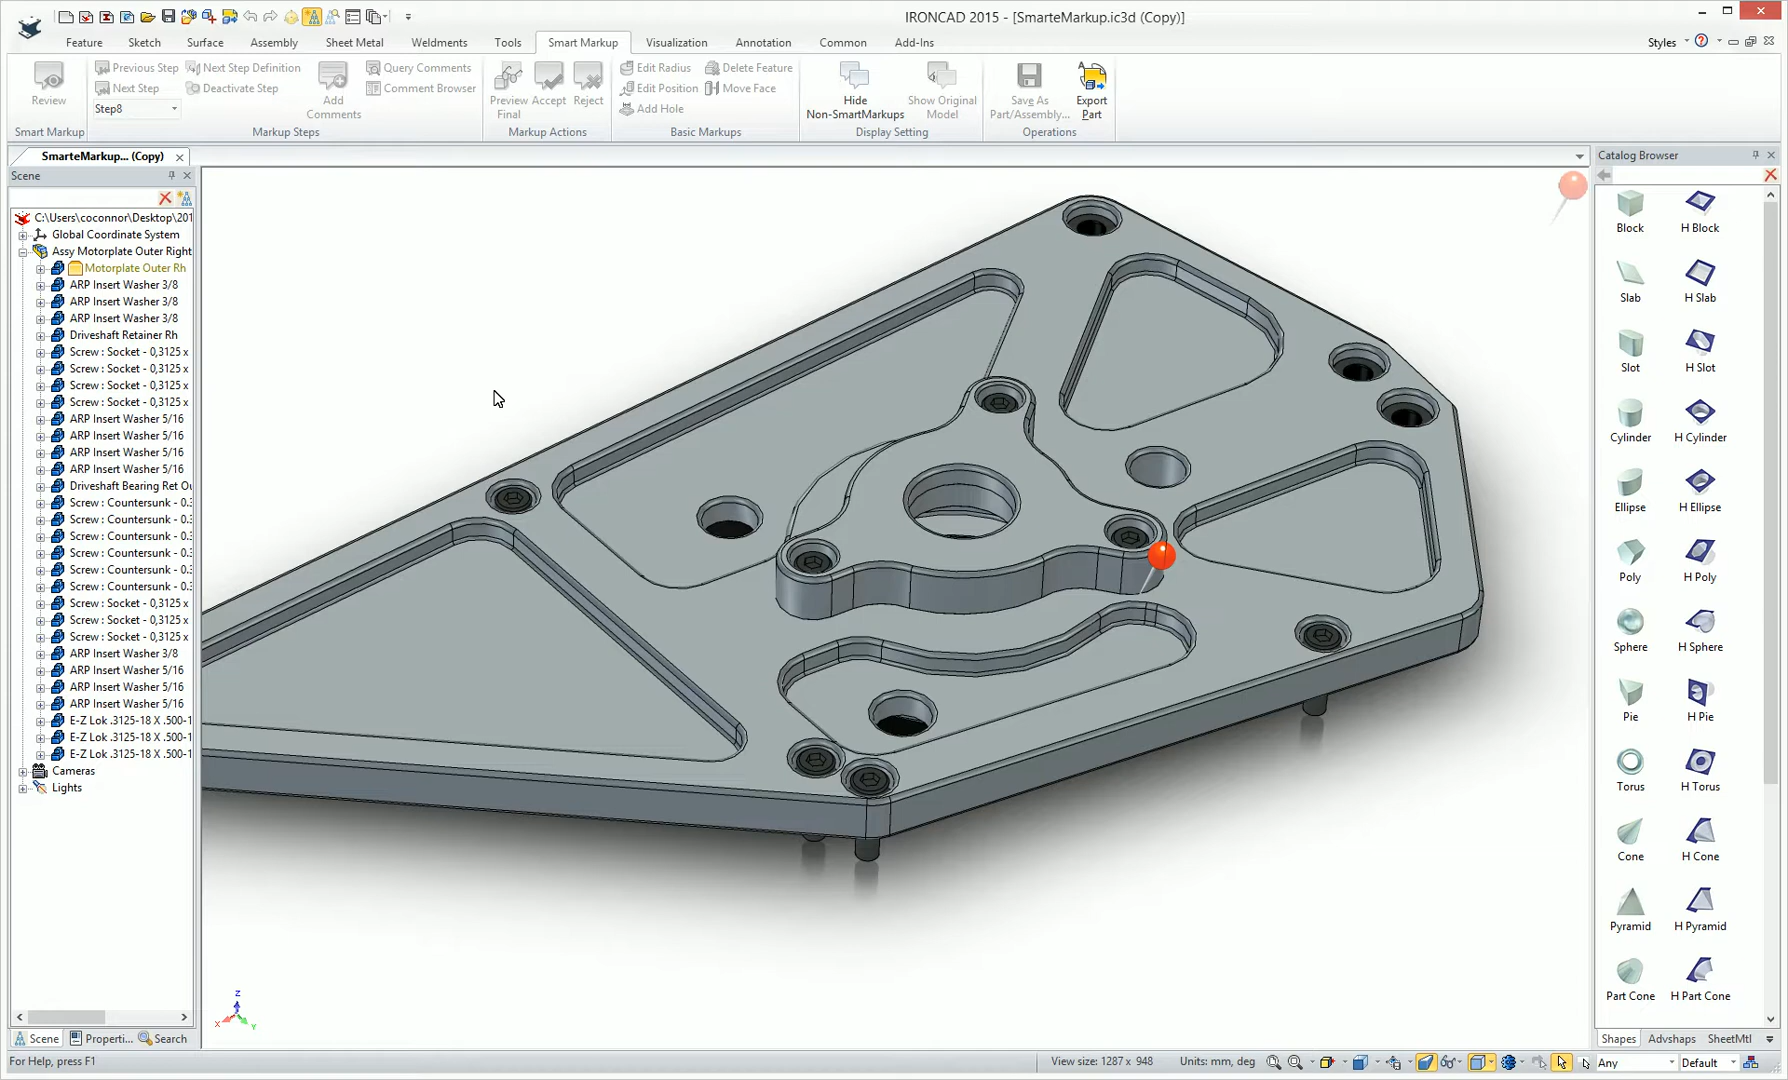 IRONCAD 2015 - [SmarteMarkup.ic3d (Copy)]
Feature Sketch Surface Assembly Sheet Metal Weldments Tools Smart Markup Visualization Annotation Common Add-Ins Styles
Review
Smart Markup
Previous Step Next Step Definition
Next Step Deactivate Step
Step8
Add Comments
Query Comments
Comment Browser
Markup Steps
Preview Final
Accept
Reject
Markup Actions
Edit Radius Delete Feature
Edit Position Move Face
Add Hole
Basic Markups
Hide Non-SmartMarkups
Show Original Model
Display Setting
Save As Part/Assembly...
Export Part
Operations
SmarteMarkup... (Copy)
Scene
C:\Users\coconnor\Desktop\201
Global Coordinate System
Assy Motorplate Outer Right
Motorplate Outer Rh
ARP Insert Washer 3/8
ARP Insert Washer 3/8
ARP Insert Washer 3/8
Driveshaft Retainer Rh
Screw : Socket - 0,3125 x
Screw : Socket - 0,3125 x
Screw : Socket - 0,3125 x
Screw : Socket - 0,3125 x
ARP Insert Washer 5/16
ARP Insert Washer 5/16
ARP Insert Washer 5/16
ARP Insert Washer 5/16
Driveshaft Bearing Ret Ou
Screw : Countersunk - 0.3
Screw : Countersunk - 0.3
Screw : Countersunk - 0.3
Screw : Countersunk - 0.3
Screw : Countersunk - 0.3
Screw : Countersunk - 0.3
Screw : Socket - 0,3125 x
Screw : Socket - 0,3125 x
Screw : Socket - 0,3125 x
ARP Insert Washer 3/8
ARP Insert Washer 5/16
ARP Insert Washer 5/16
ARP Insert Washer 5/16
E-Z Lok .3125-18 X .500-1
E-Z Lok .3125-18 X .500-1
E-Z Lok .3125-18 X .500-1
Cameras
Lights
Scene Properti... Search
Z
X
Y
Catalog Browser
Block H Block
Slab H Slab
Slot H Slot
Cylinder H Cylinder
Ellipse H Ellipse
Poly H Poly
Sphere H Sphere
Pie H Pie
Torus H Torus
Cone H Cone
Pyramid H Pyramid
Part Cone H Part Cone
Shapes Advshaps SheetMtl
For Help, press F1
View size: 1287 x 948
Units: mm, deg
Any
Default